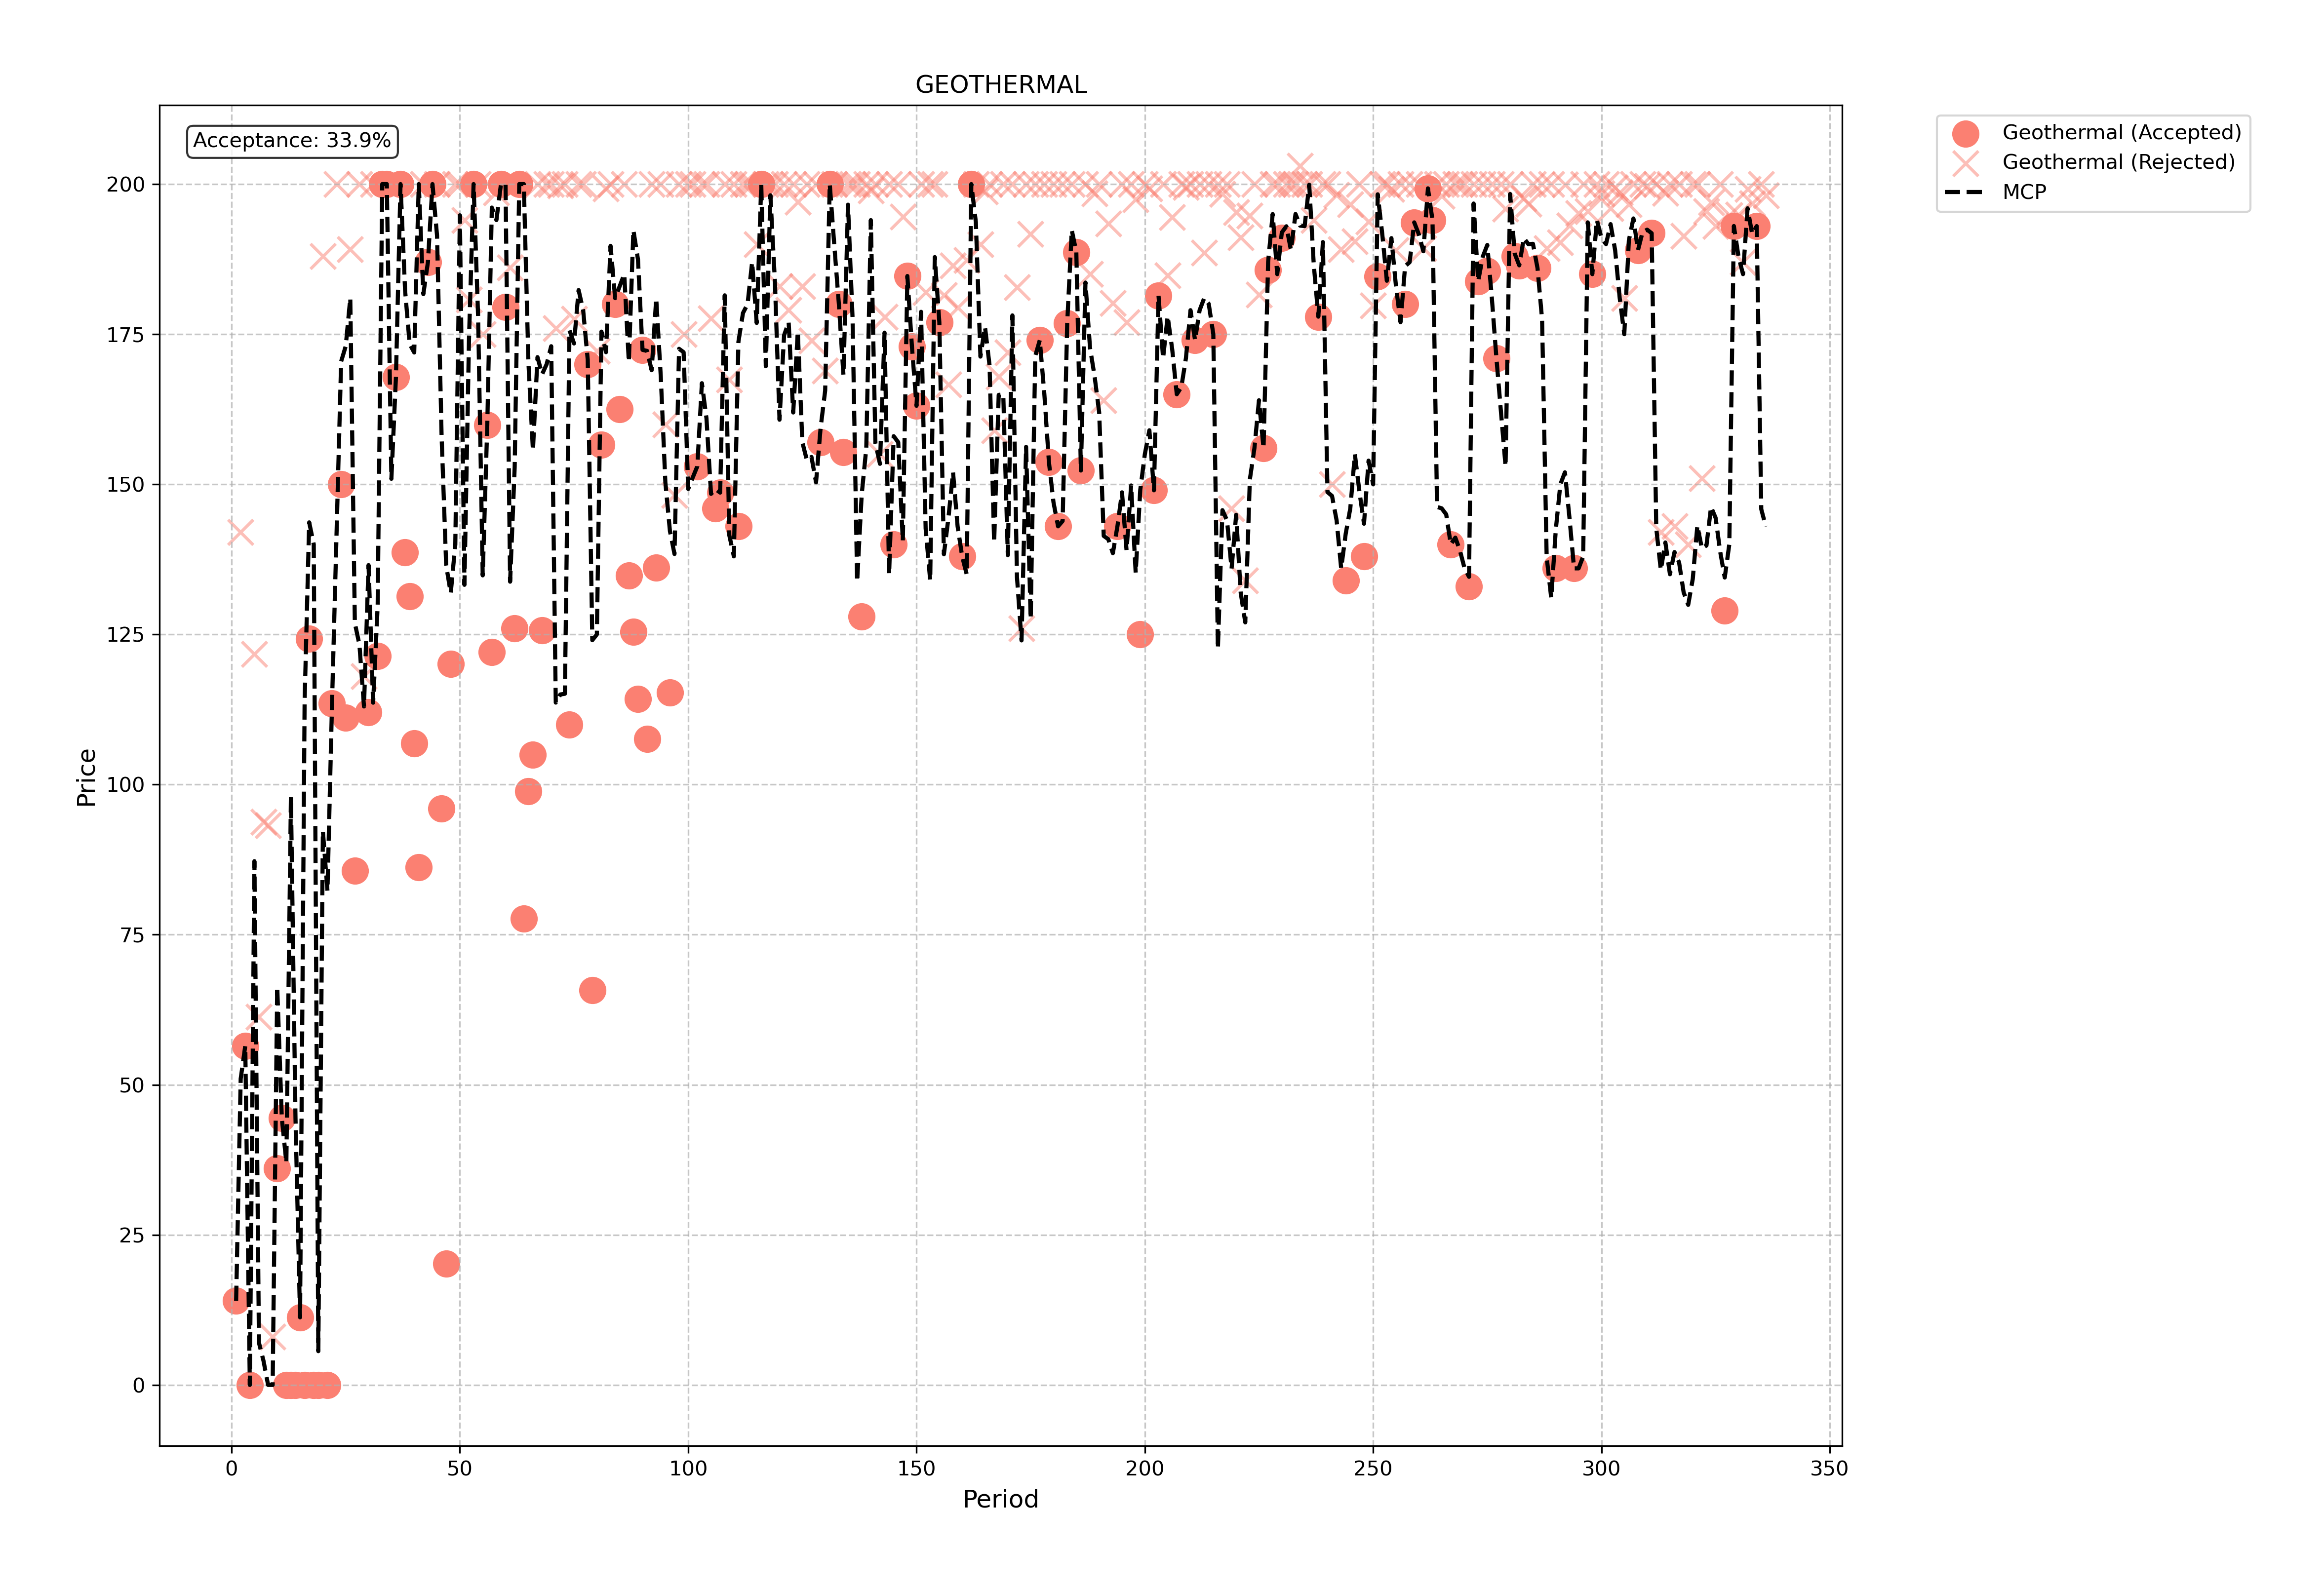 GEOTHERMAL
Acceptance: 33.9%
Geothermal (Accepted)
Geothermal (Rejected)
MCP
200
175
150
125
100
75
50
25
0
Price
0 50 100 150 200 250 300 350
Period